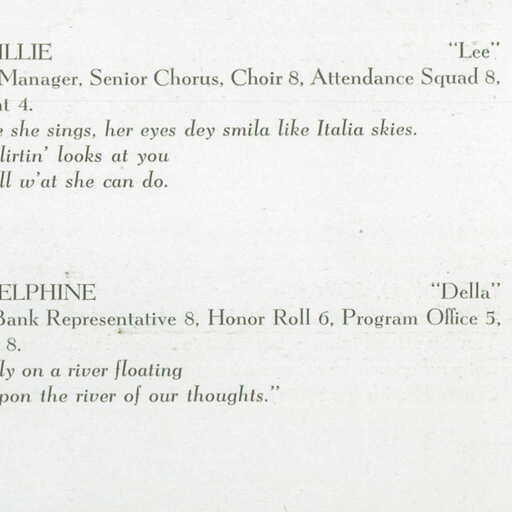 ILLIE “Lee”
Manager, Senior Chorus, Choir 8, Attendance Squad 8,
nt 4.
e she sings, her eyes dey smila like Italia skies.
lirtin’ looks at you
ll w’at she can do.
ELPHINE “Della”
Bank Representative 8, Honor Roll 6, Program Office 5,
8.
ly on a river floating
pon the river of our thoughts.”